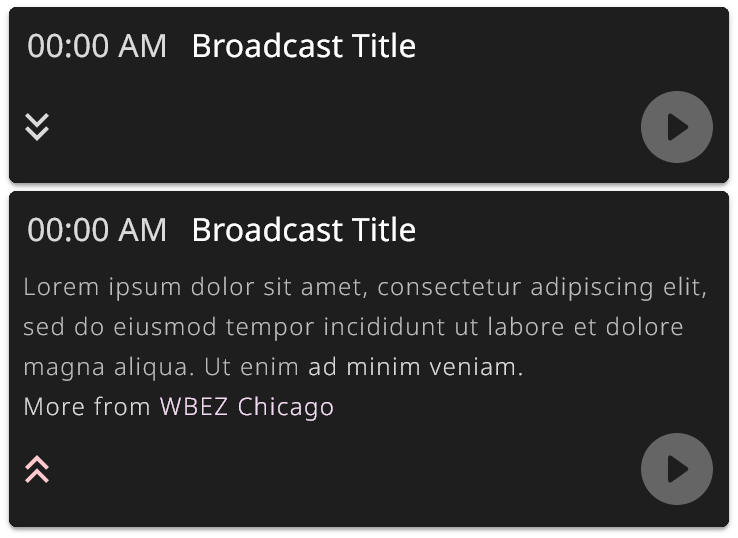 00:00 AM Broadcast Title
00:00 AM Broadcast Title
Lorem ipsum dolor sit amet, consectetur adipiscing elit,
sed do eiusmod tempor incididunt ut labore et dolore
magna aliqua. Ut enim ad minim veniam.
More from WBEZ Chicago